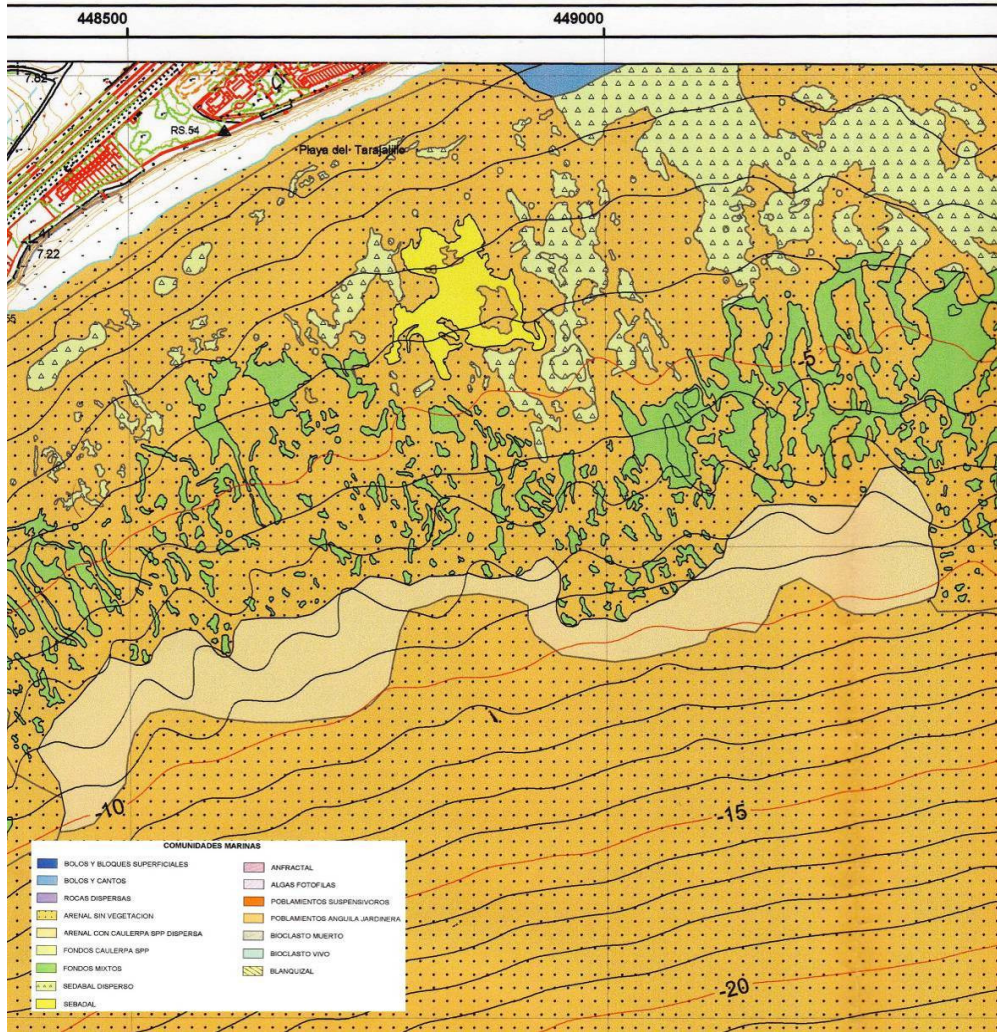 448500
449000
7.82
RS.54
Playa del Tarajalillo
7.22
-5
-10
-15
-20
COMUNIDADES MARINAS
BOLOS Y BLOQUES SUPERFICIALES
BOLOS Y CANTOS
ROCAS DISPERSAS
ARENAL SIN VEGETACION
ARENAL CON CAULERPA SPP DISPERSA
FONDOS CAULERPA SPP
FONDOS MIXTOS
SEDABAL DISPERSO
SEBADAL
ANFRACTAL
ALGAS FOTOFILAS
POBLAMIENTOS SUSPENSIVOROS
POBLAMIENTOS ANGUILA JARDINERA
BIOCLASTO MUERTO
BIOCLASTO VIVO
BLANQUIZAL